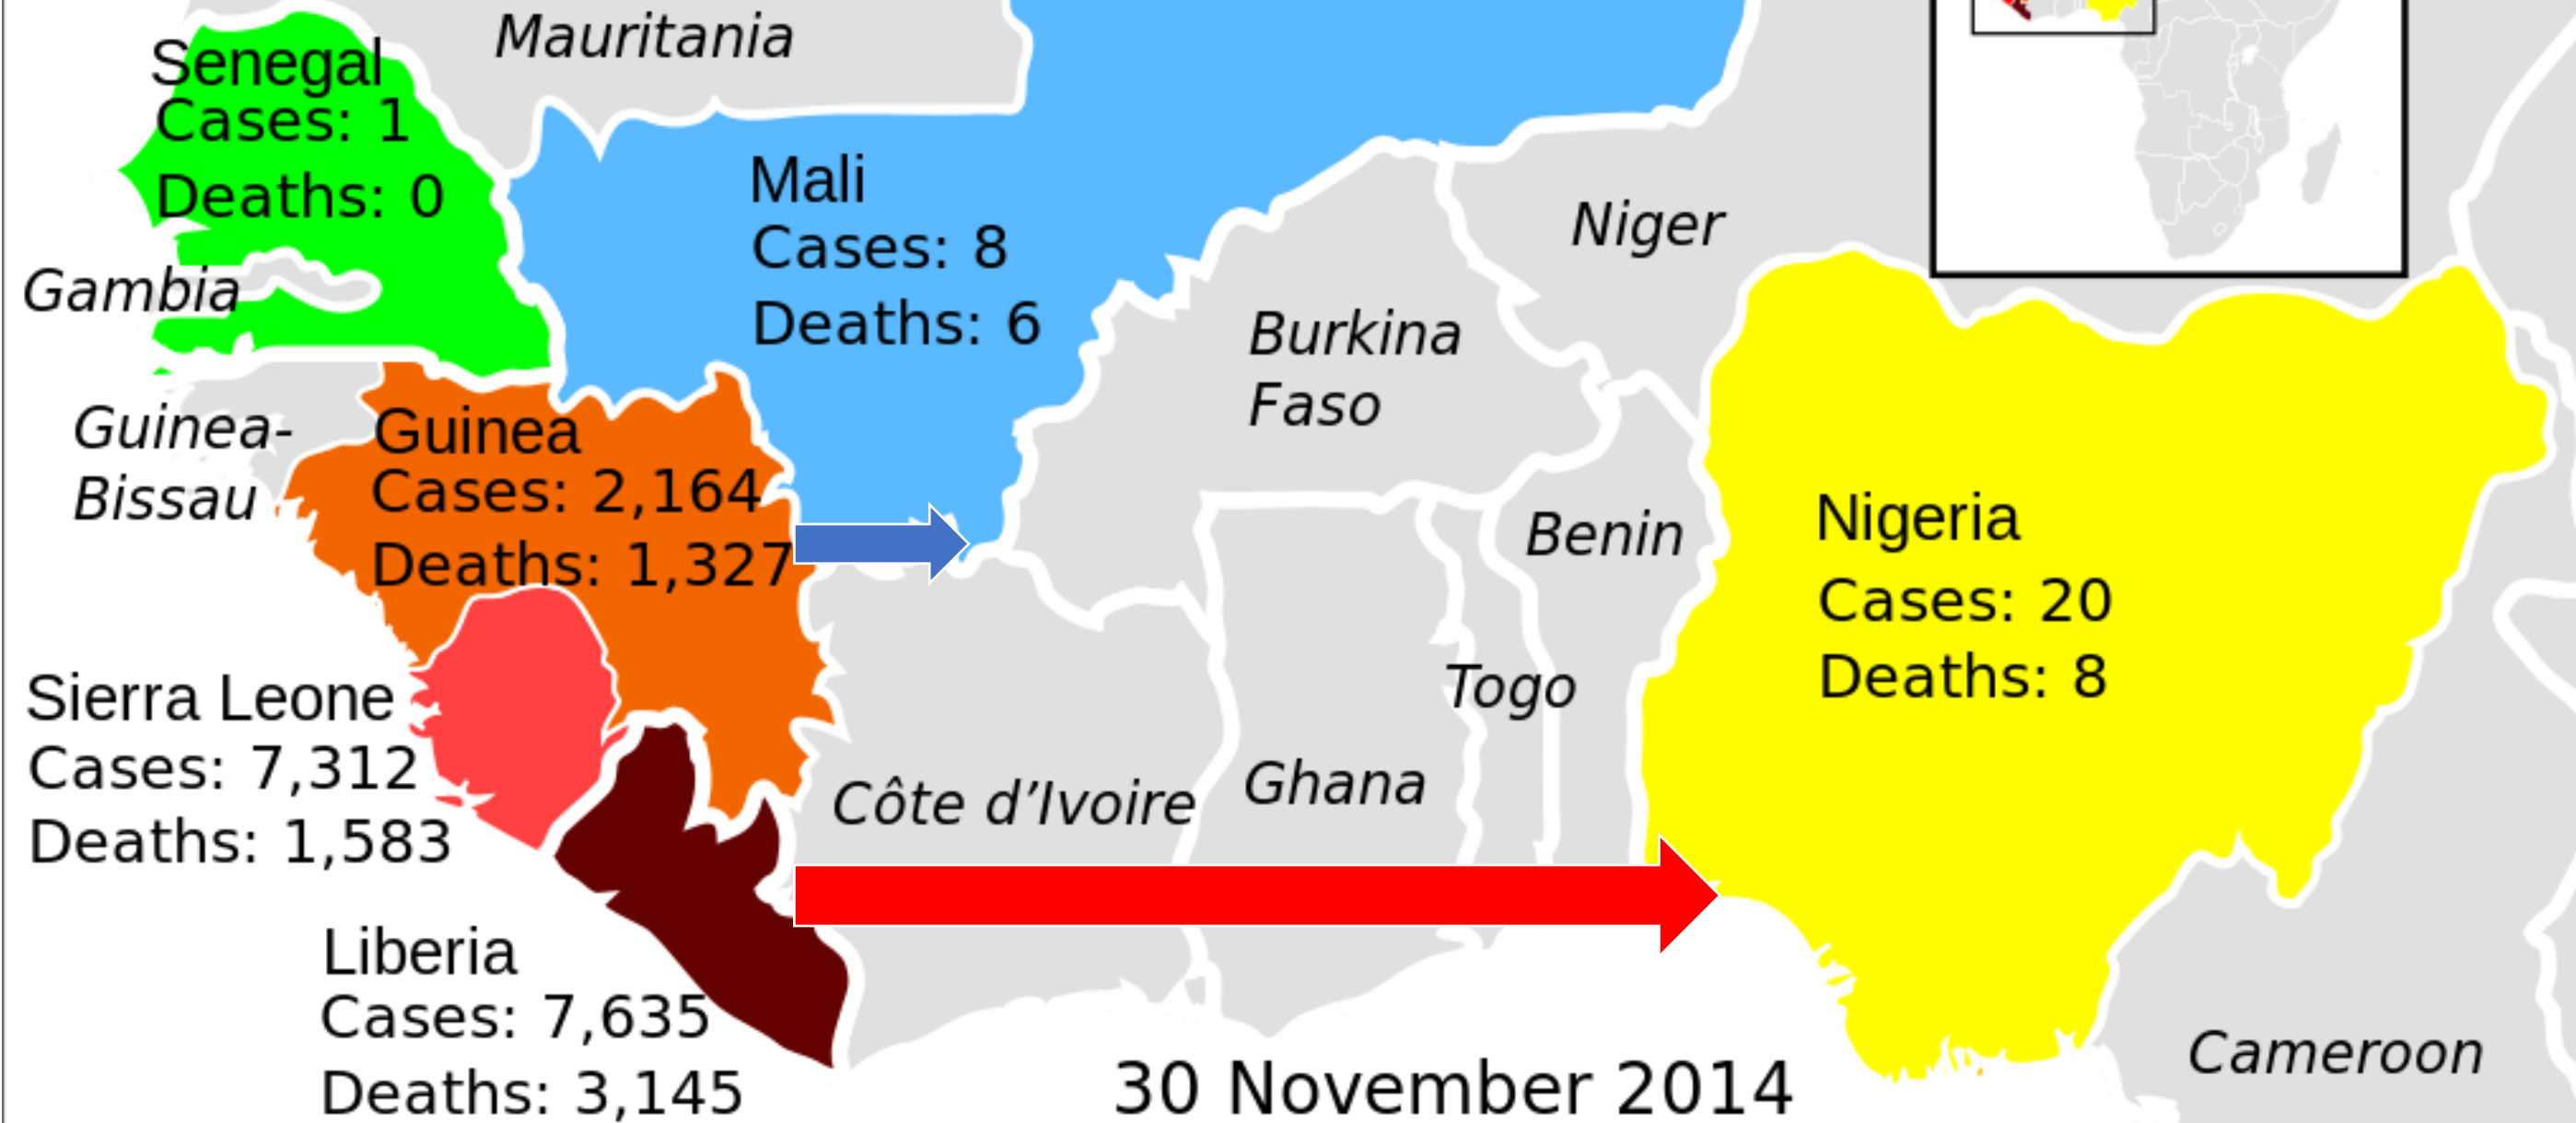 Mauritania
Senegal
Cases: 1
Deaths: 0
Mali
Cases: 8
Deaths: 6
Niger
Gambia
Burkina
Faso
Guinea-
Bissau
Guinea
Cases: 2,164
Deaths: 1,327
Benin
Nigeria
Cases: 20
Deaths: 8
Sierra Leone
Cases: 7,312
Deaths: 1,583
Togo
Côte d’Ivoire
Ghana
Liberia
Cases: 7,635
Deaths: 3,145
30 November 2014
Cameroon